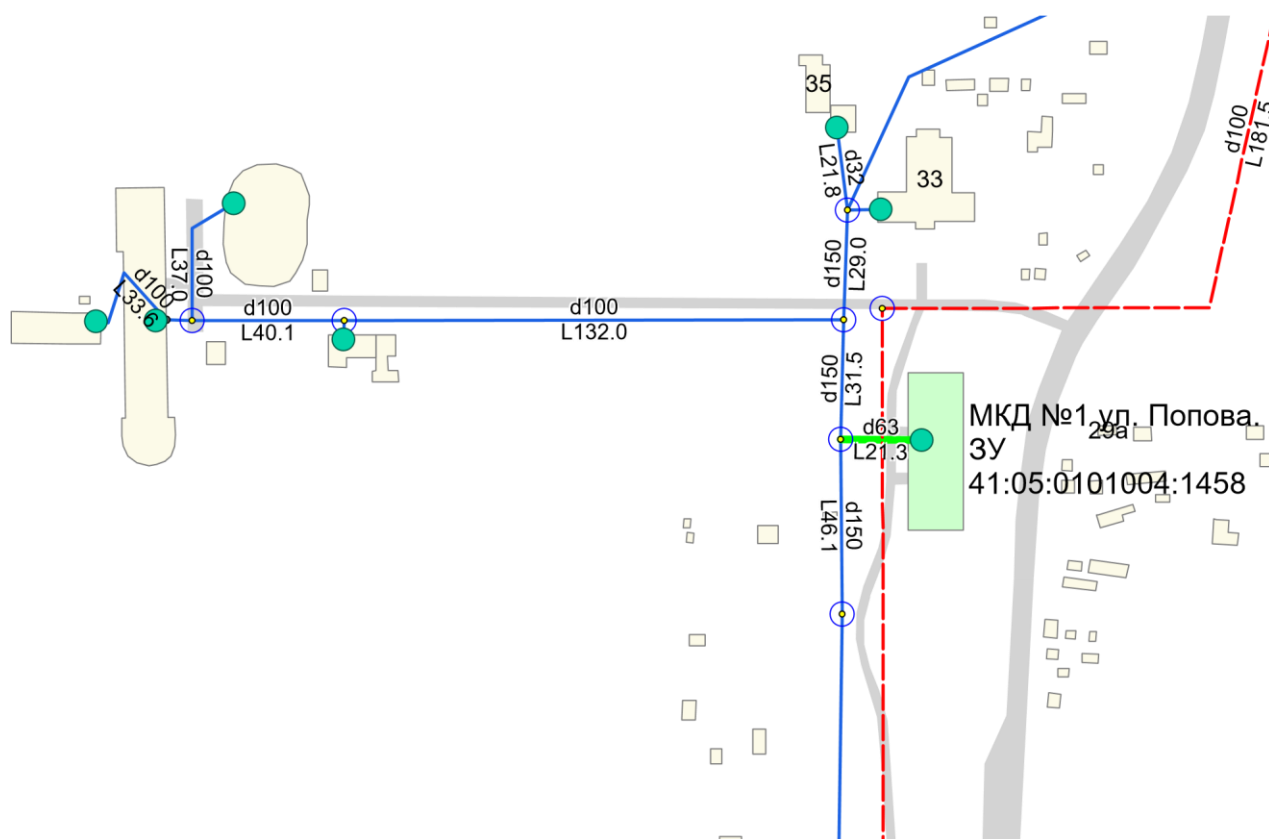 35
d100
L181.5
d32
L21.8
33
d150
L29.0
d100
L37.0
d100
L33.6
d100
L40.1
d100
L132.0
d150
L31.5
d63
L21.3
МКД №1 ул. Попова,
29а
ЗУ
41:05:0101004:1458
d150
L46.1